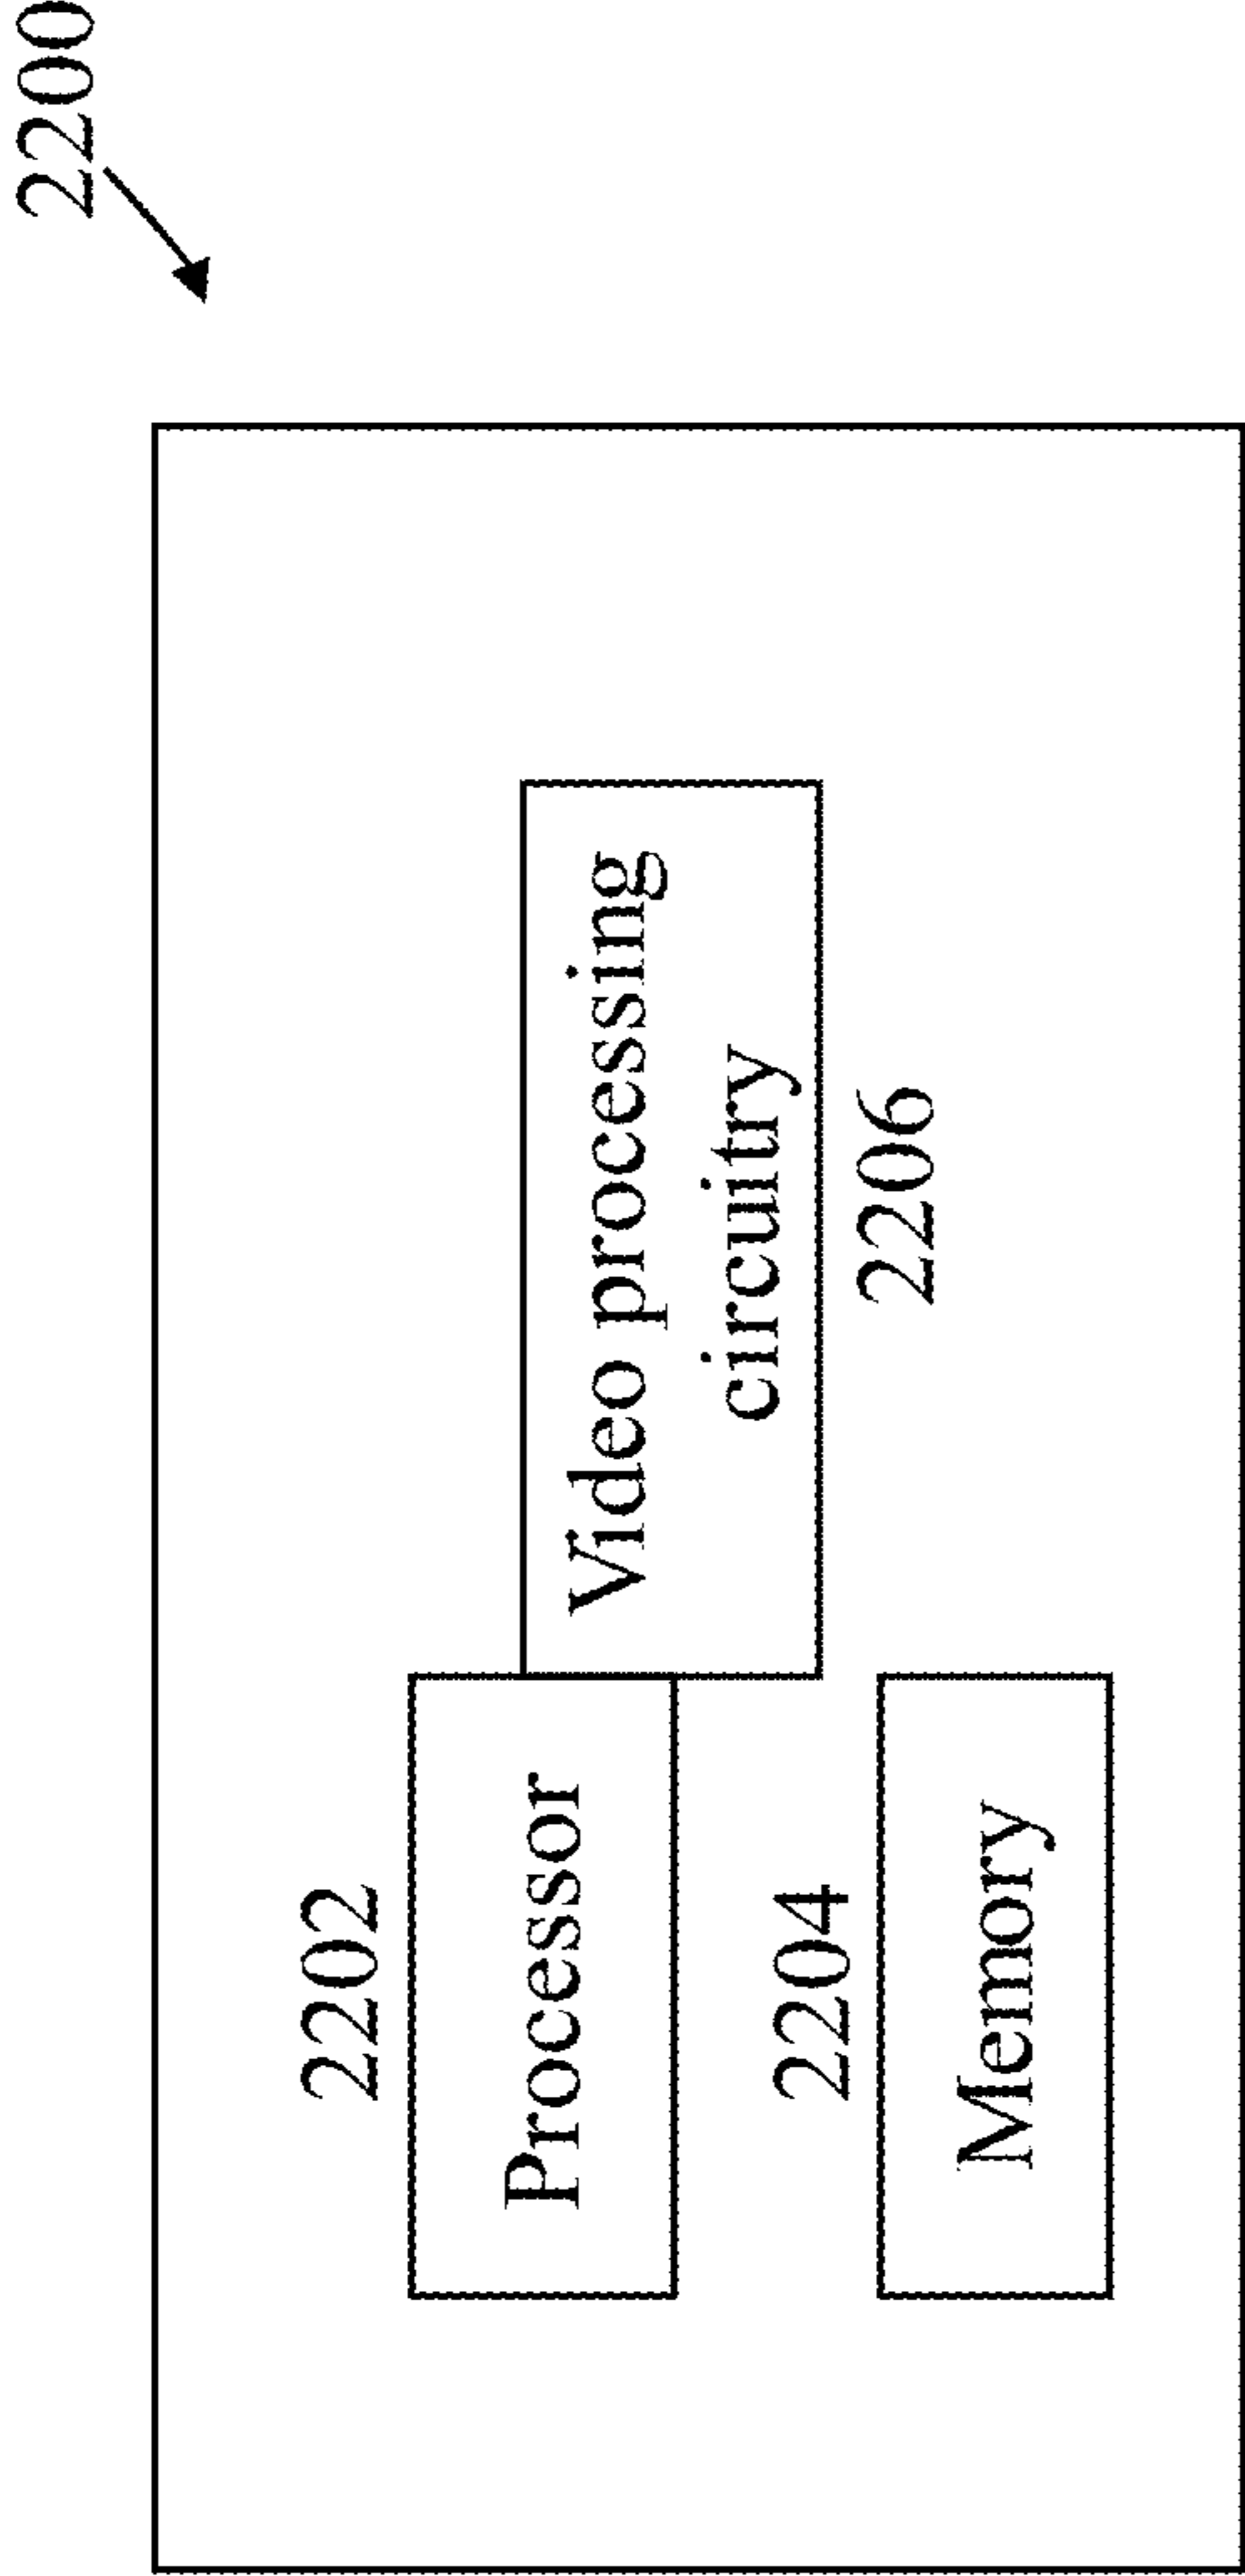 2200
2202
Processor
Video processing
circuitry
2206
2204
Memory